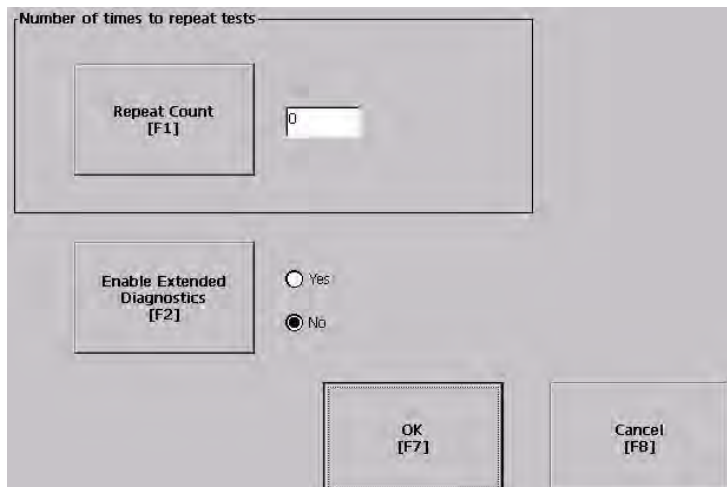 Number of times to repeat tests
Repeat Count
[F1]
0
Enable Extended
Diagnostics
[F2]
Yes
No
OK
[F7]
Cancel
[F8]